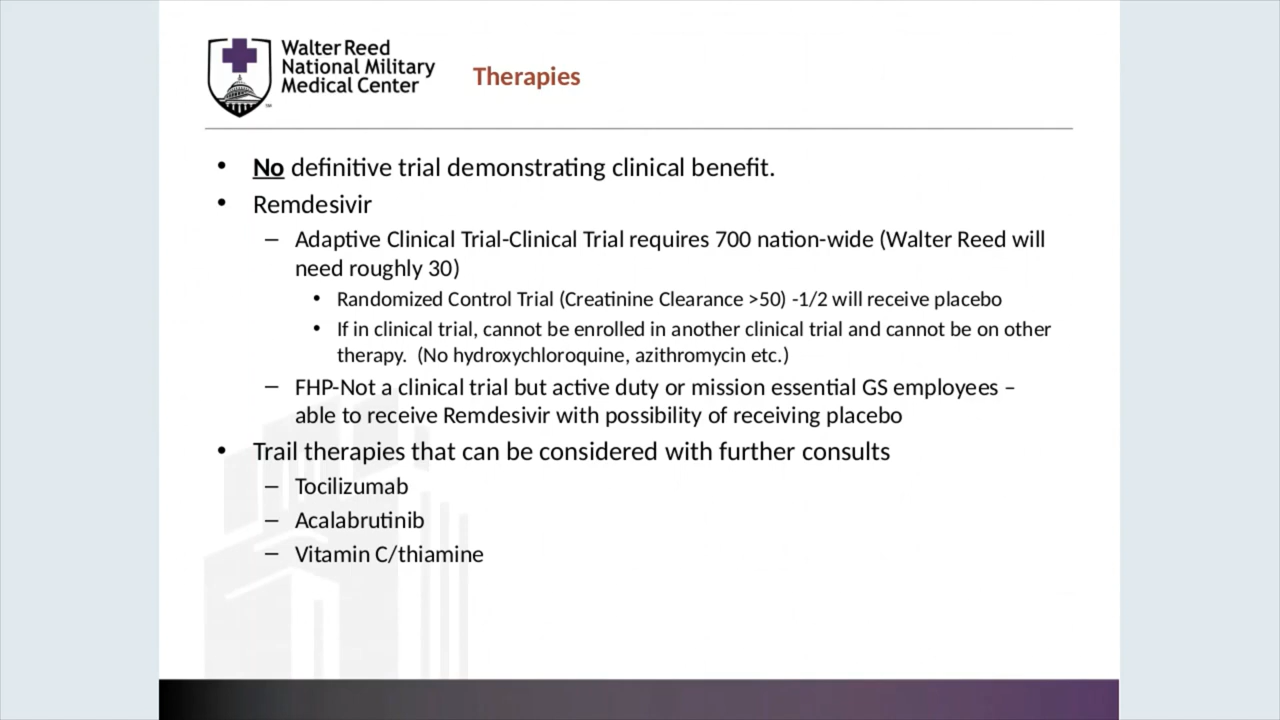 Walter Reed
National Military
Medical Center
Therapies
• No definitive trial demonstrating clinical benefit.
• Remdesivir
– Adaptive Clinical Trial-Clinical Trial requires 700 nation-wide (Walter Reed will
need roughly 30)
• Randomized Control Trial (Creatinine Clearance >50) -1/2 will receive placebo
• If in clinical trial, cannot be enrolled in another clinical trial and cannot be on other
therapy.  (No hydroxychloroquine, azithromycin etc.)
– FHP-Not a clinical trial but active duty or mission essential GS employees –
able to receive Remdesivir with possibility of receiving placebo
• Trail therapies that can be considered with further consults
– Tocilizumab
– Acalabrutinib
– Vitamin C/thiamine